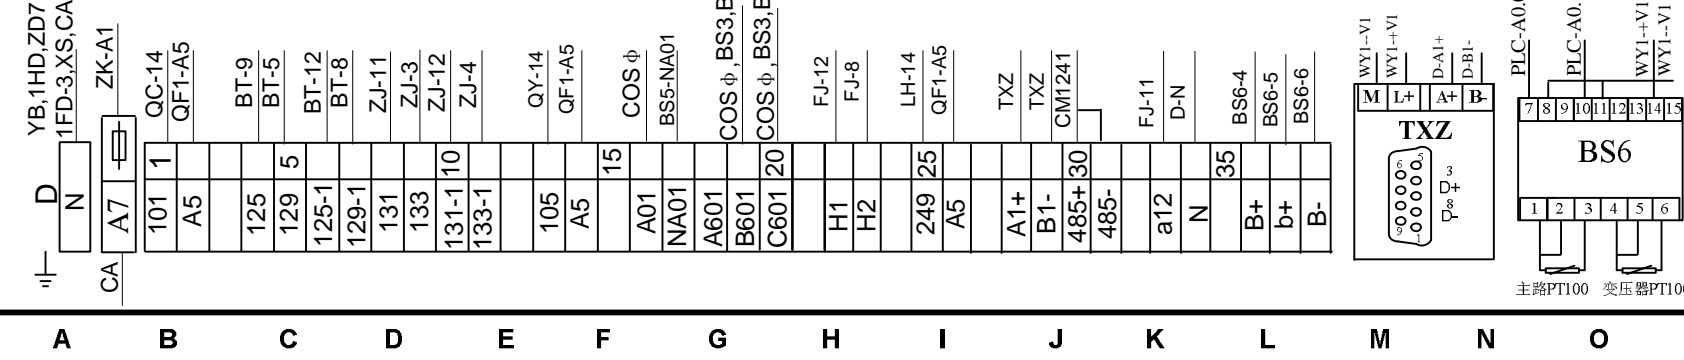 YB,1HD,ZD7
1FD-3,XS,CA
ZK-A1
QC-14
QF1-A5
BT-9
BT-5
BT-12
BT-8
ZJ-11
ZJ-3
ZJ-12
ZJ-4
QY-14
QF1-A5
COS ϕ
BS5-NA01
COS ϕ, BS3,
COS ϕ, BS3,
FJ-12
FJ-8
LH-14
QF1-A5
TXZ
TXZ
CM1241
FJ-11
D-N
BS6-4
BS6-5
BS6-6
WY1--V1
WY1-+V1
D-A1+
D-B1-
PLC-A0.
PLC-A0.
WY1-+V1
WY1--V1
1 5 10 15 20 25 30 35
D
N
A7
101 A5 125 129 125-1 129-1 131 133 131-1 133-1 105 A5 A01 NA01 A601 B601 C601 H1 H2 249 A5 A1+ B1- 485+ 485- a12 N B+ b+ B-
CA
M L+ A+ B-
TXZ
6 5
3
D+
8
D-
9 1
7 8 9 10 11 12 13 14 15
BS6
1 2 3 4 5 6
主路PT100 变压器PT100
A B C D E F G H I J K L M N O